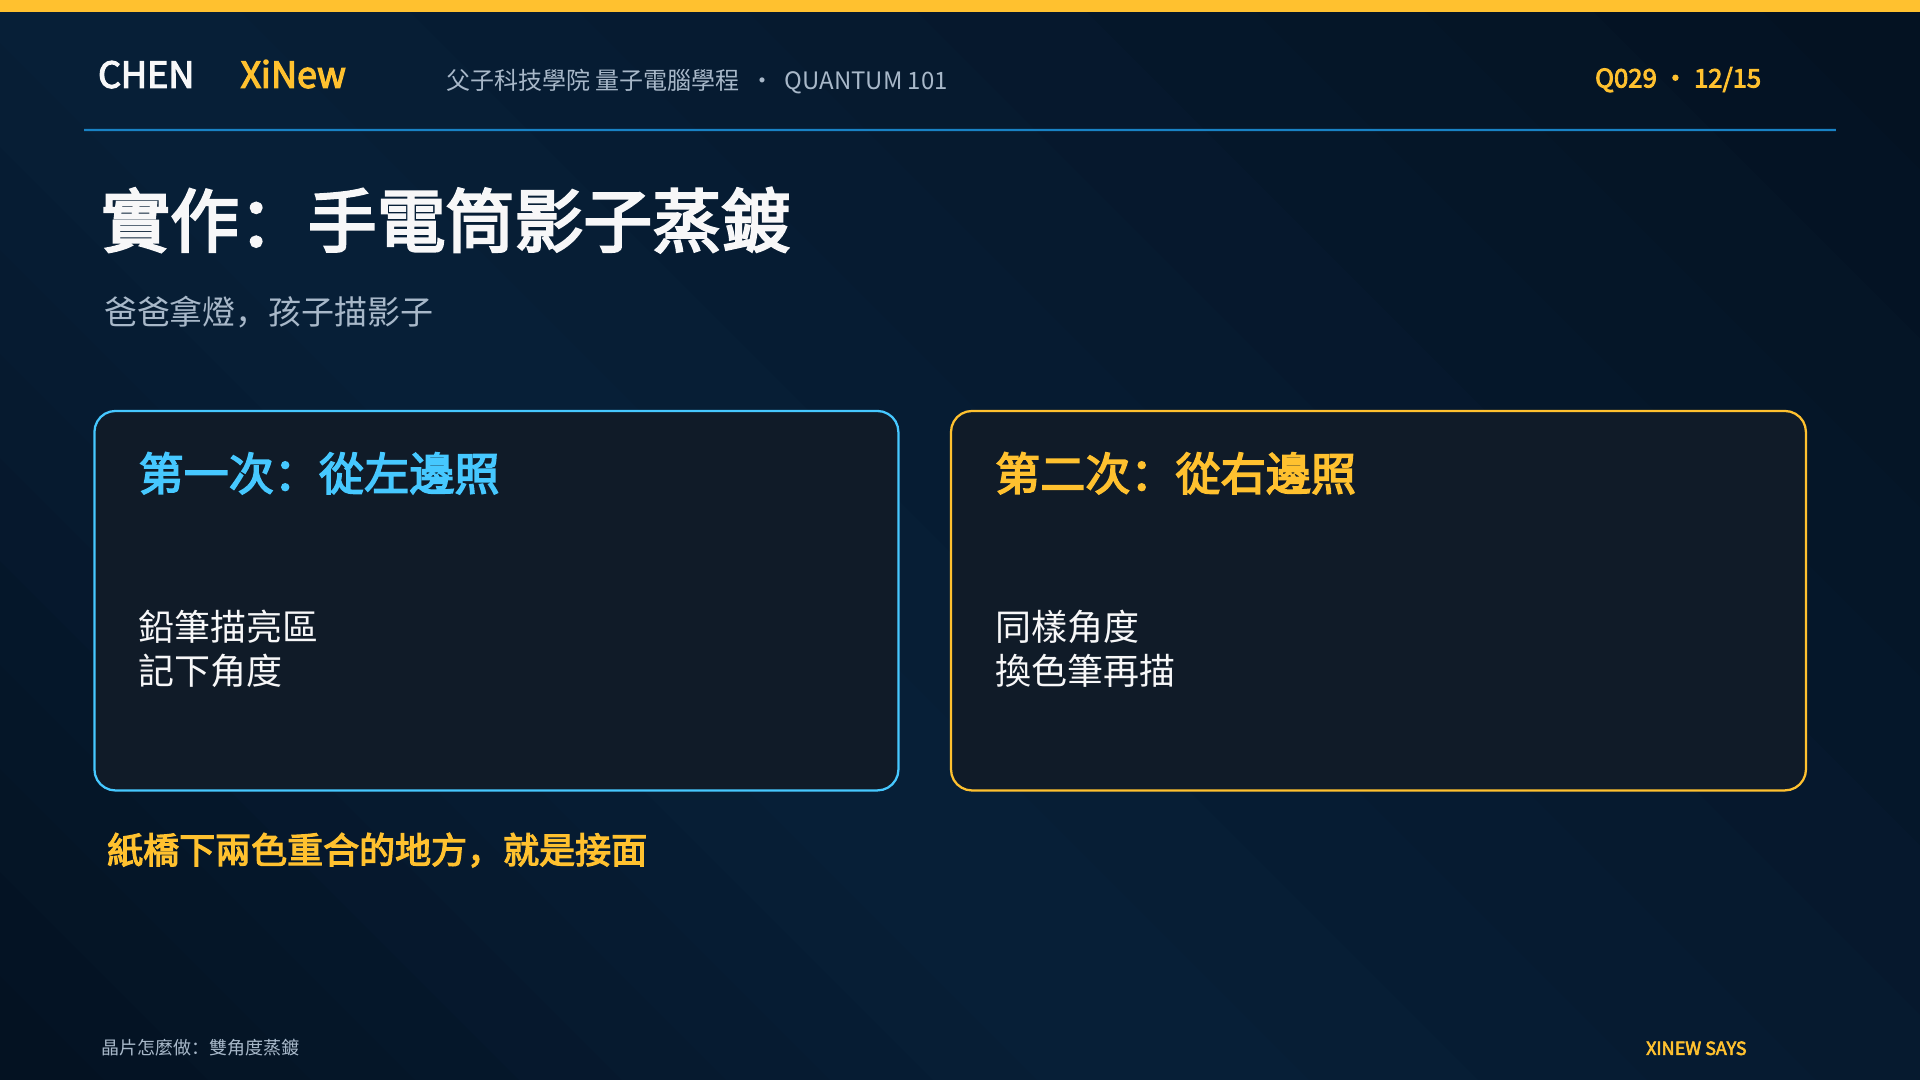 CHEN XiNew 父子科技學院 量子電腦學程 · QUANTUM 101 Q029 · 12/15
實作：手電筒影子蒸鍍
爸爸拿燈，孩子描影子
第一次：從左邊照
鉛筆描亮區
記下角度
第二次：從右邊照
同樣角度
換色筆再描
紙橋下兩色重合的地方，就是接面
晶片怎麼做：雙角度蒸鍍 XINEW SAYS